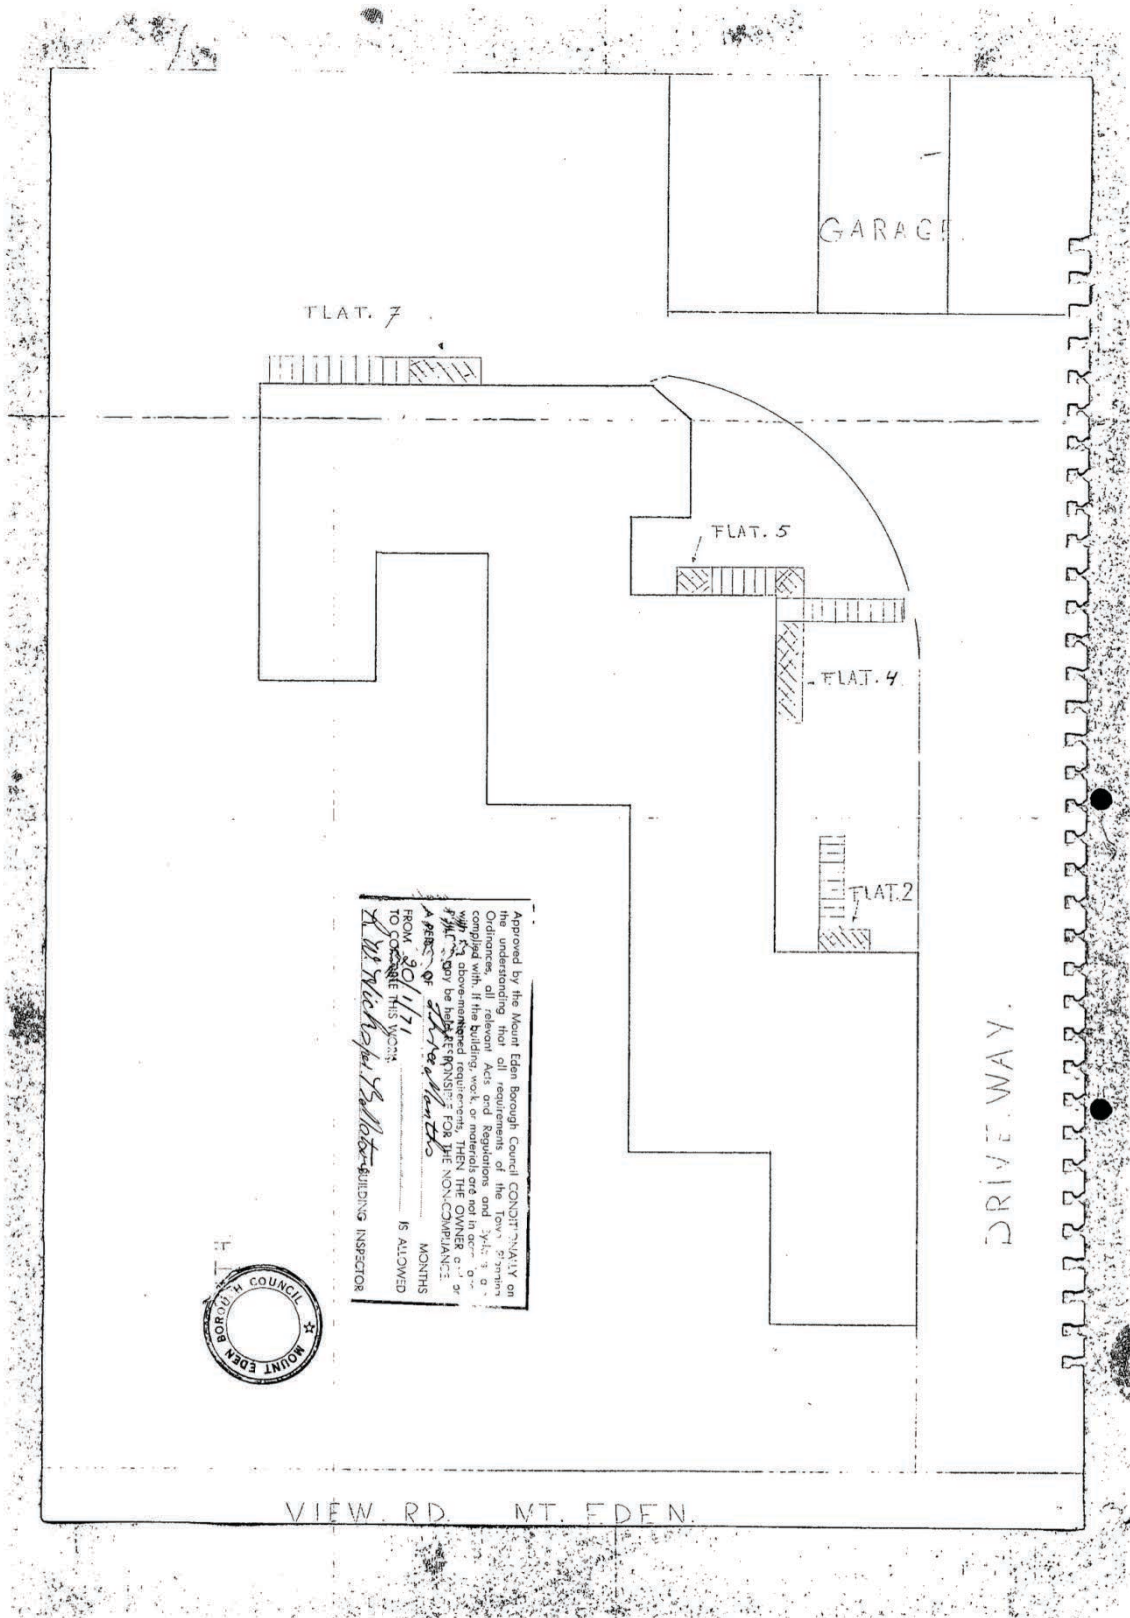 GARAGE.
FLAT. 7
FLAT. 5
FLAT. 4
FLAT. 2
DRIVE. WAY.
Approved by the Mount Eden Borough Council CONDITIONALLY on
the understanding that all requirements of the Town Planning
Ordinances, all relevant Acts and Regulations and
complied with. If the building, work, or materials are not in
with above-mentioned requirements, THEN THE OWNER
may be held RESPONSIBLE FOR THE NON-COMPLIANCE.
A OF Three Months MONTHS
FROM 20/1/71 IS ALLOWED
TO THIS WORK.
BUILDING INSPECTOR
MOUNT EDEN BOROUGH COUNCIL
VIEW. RD. MT. EDEN.